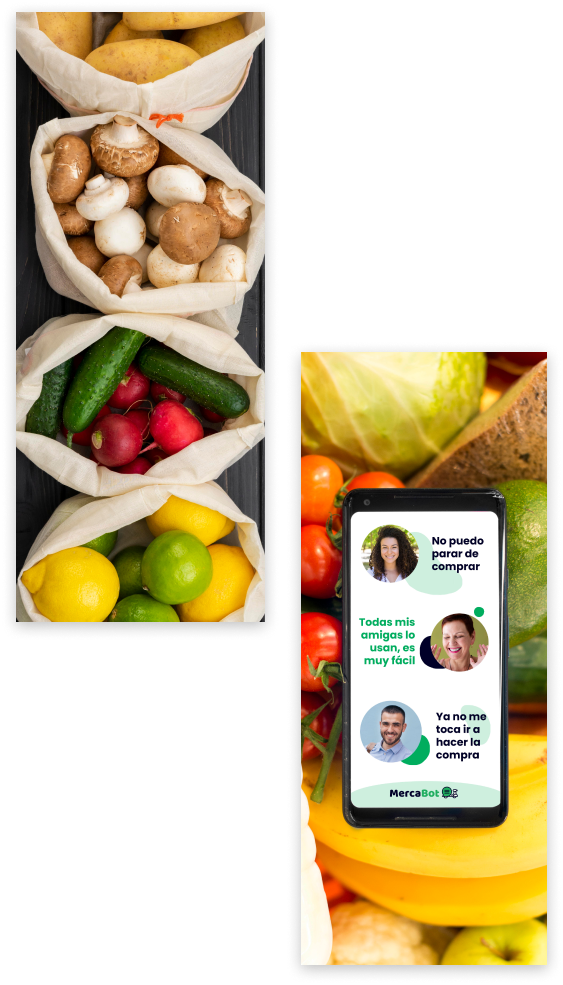 No puedo
parar de
comprar
Todas mis
amigas lo
usan, es
muy fácil
Ya no me
toca ir a
hacer la
compra
MercaBot